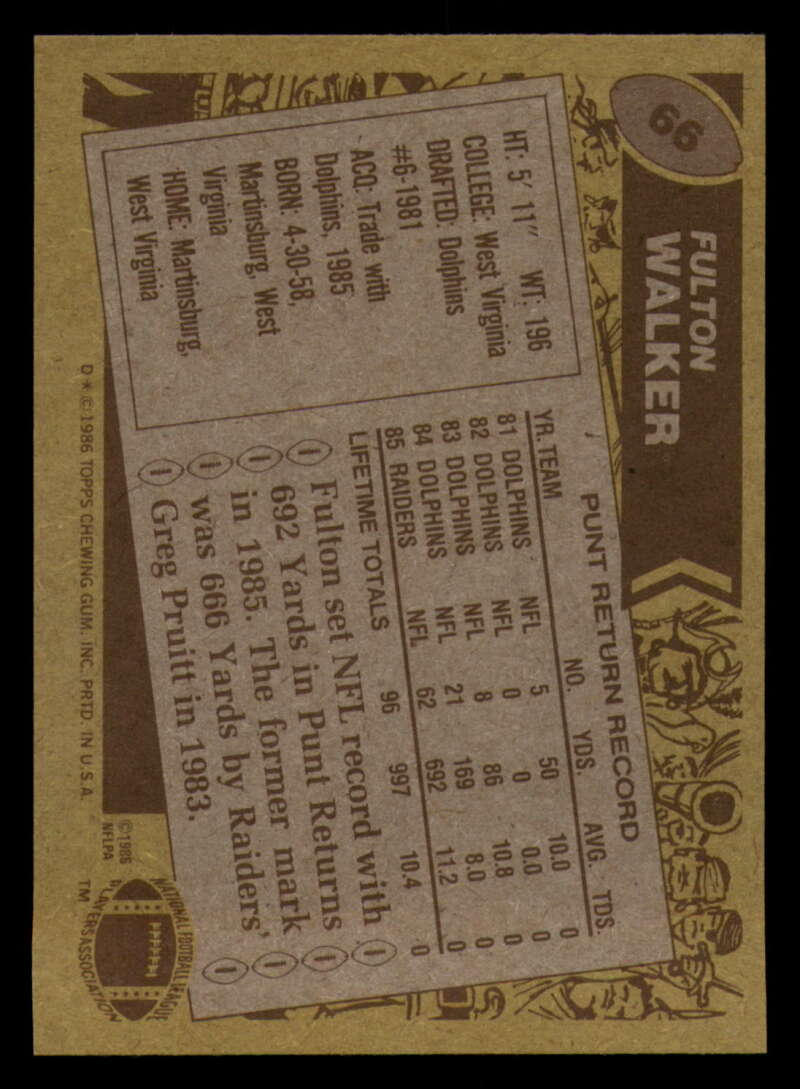 66
FULTON
WALKER
HT: 5' 11" WT: 196
COLLEGE: West Virginia
DRAFTED: Dolphins
#6-1981
ACQ: Trade with
Dolphins, 1985
BORN: 4-30-58,
Martinsburg, West
Virginia
HOME: Martinsburg,
West Virginia
PUNT RETURN RECORD
YR. TEAM NO. YDS. AVG. TDS.
81 DOLPHINS NFL 5 50 10.0 0
82 DOLPHINS NFL 0 0 0.0 0
83 DOLPHINS NFL 8 86 10.8 0
84 DOLPHINS NFL 21 169 8.0 0
85 RAIDERS NFL 62 692 11.2 0
LIFETIME TOTALS 96 997 10.4 0
Fulton set NFL record with
692 Yards in Punt Returns
in 1985. The former mark
was 666 Yards by Raiders'
Greg Pruitt in 1983.
D*© 1986 TOPPS CHEWING GUM, INC. PRTD. IN U.S.A.
©1986
NFLPA
NATIONAL FOOTBALL LEAGUE
PLAYERS ASSOCIATION
TM